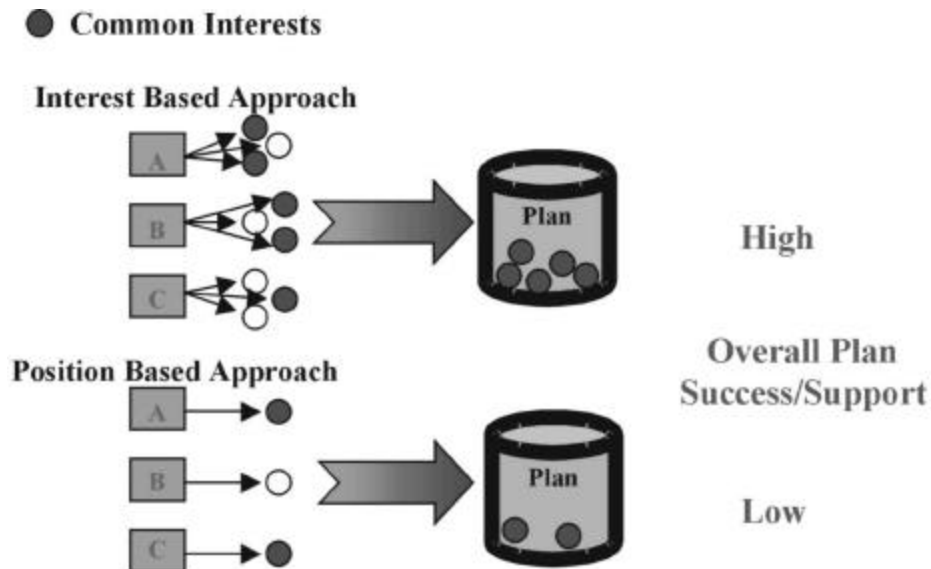 Common Interests
Interest Based Approach
A
B
C
Plan
High
Overall Plan
Success/Support
Position Based Approach
A
B
C
Plan
Low